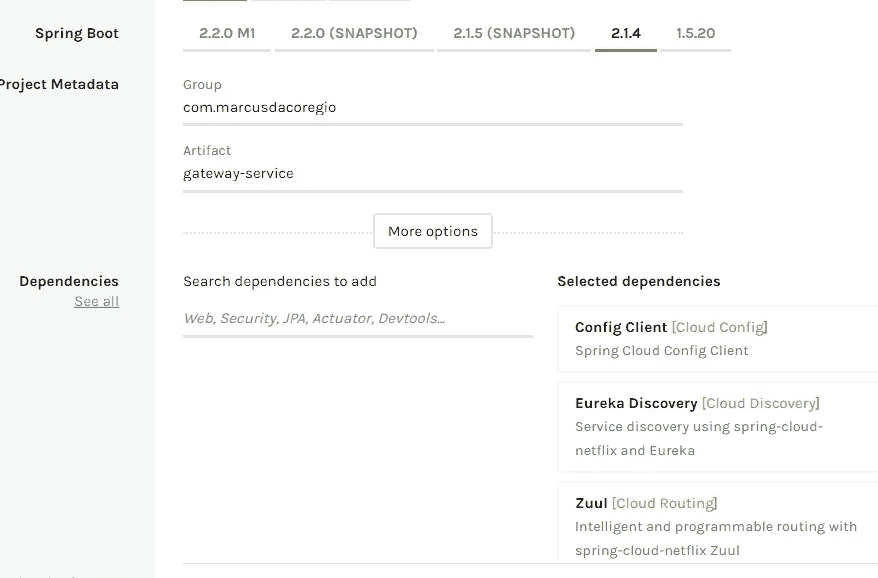 Spring Boot
2.2.0 M1 2.2.0 (SNAPSHOT) 2.1.5 (SNAPSHOT) 2.1.4 1.5.20
Project Metadata
Group
com.marcusdacoregio
Artifact
gateway-service
More options
Dependencies
See all
Search dependencies to add
Web, Security, JPA, Actuator, Devtools...
Selected dependencies
Config Client [Cloud Config]
Spring Cloud Config Client
Eureka Discovery [Cloud Discovery]
Service discovery using spring-cloud-
netflix and Eureka
Zuul [Cloud Routing]
Intelligent and programmable routing with
spring-cloud-netflix Zuul